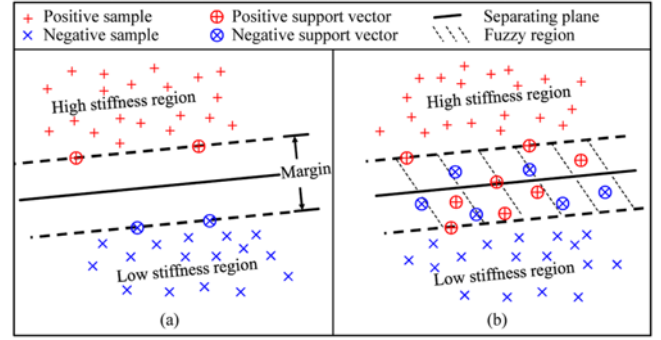 Positive sample Positive support vector Separating plane
Negative sample Negative support vector Fuzzy region
High stiffness region
Margin
Low stiffness region
(a)
High stiffness region
Low stiffness region
(b)